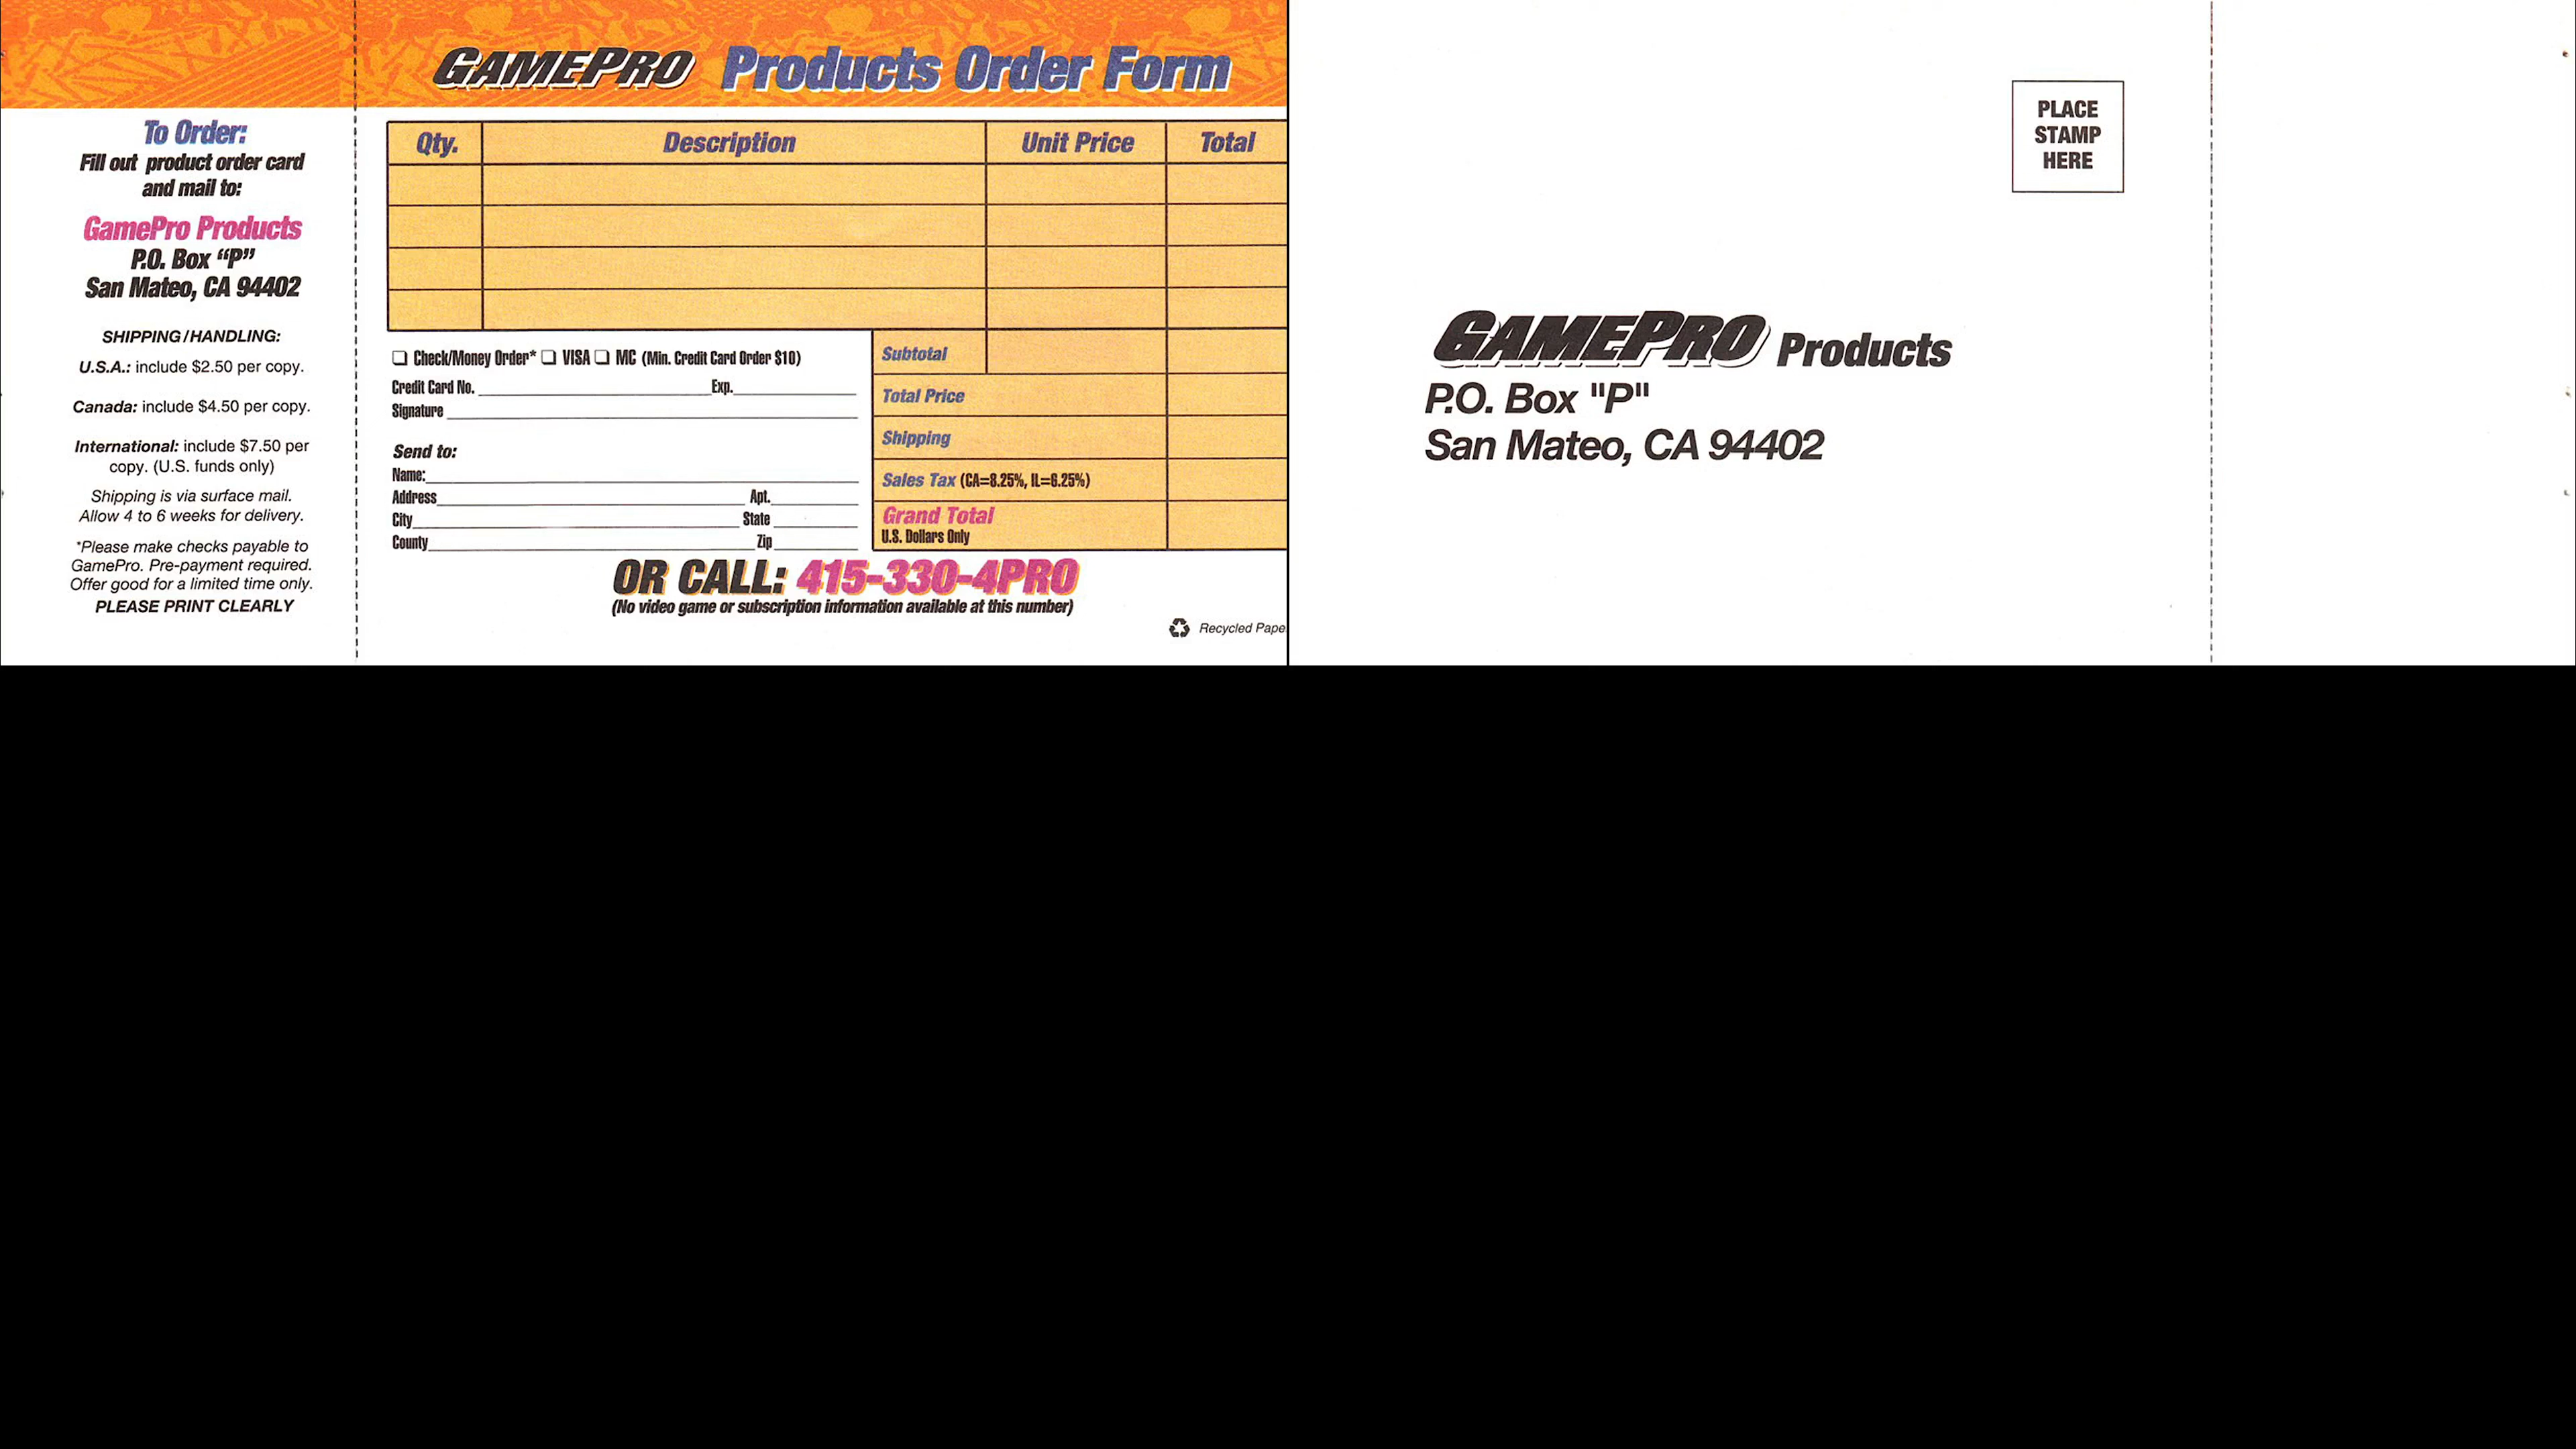 GAMEPRO Products Order Form
To Order:
Fill out product order card
and mail to:
GamePro Products
P.O. Box “P”
San Mateo, CA 94402
SHIPPING/HANDLING:
U.S.A.: include $2.50 per copy.
Canada: include $4.50 per copy.
International: include $7.50 per
copy. (U.S. funds only)
Shipping is via surface mail.
Allow 4 to 6 weeks for delivery.
*Please make checks payable to
GamePro. Pre-payment required.
Offer good for a limited time only.
PLEASE PRINT CLEARLY
Qty. Description Unit Price Total
❏ Check/Money Order* ❏ VISA ❏ MC (Min. Credit Card Order $10)
Credit Card No. Exp.
Signature
Send to:
Name:
Address Apt.
City State
County Zip
Subtotal
Total Price
Shipping
Sales Tax (CA=8.25%, IL=6.25%)
Grand Total
U.S. Dollars Only
OR CALL: 415-330-4PRO
(No video game or subscription information available at this number)
Recycled Pape
PLACE
STAMP
HERE
GAMEPRO Products
P.O. Box "P"
San Mateo, CA 94402